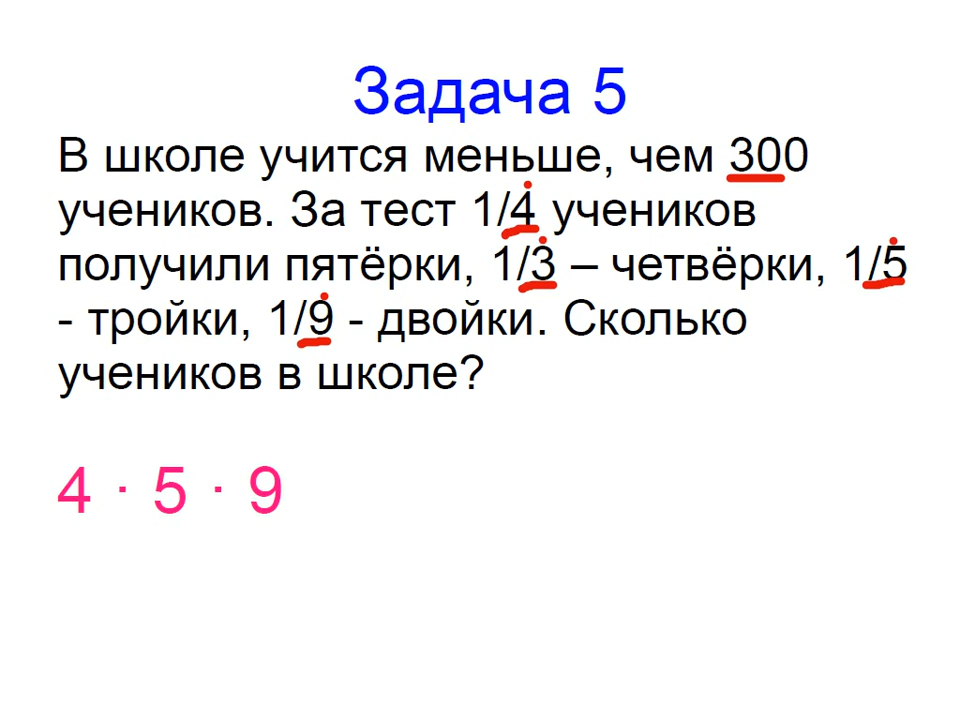 Задача 5
В школе учится меньше, чем 300
учеников. За тест 1/4 учеников
получили пятёрки, 1/3 – четвёрки, 1/5
- тройки, 1/9 - двойки. Сколько
учеников в школе?
4 · 5 · 9